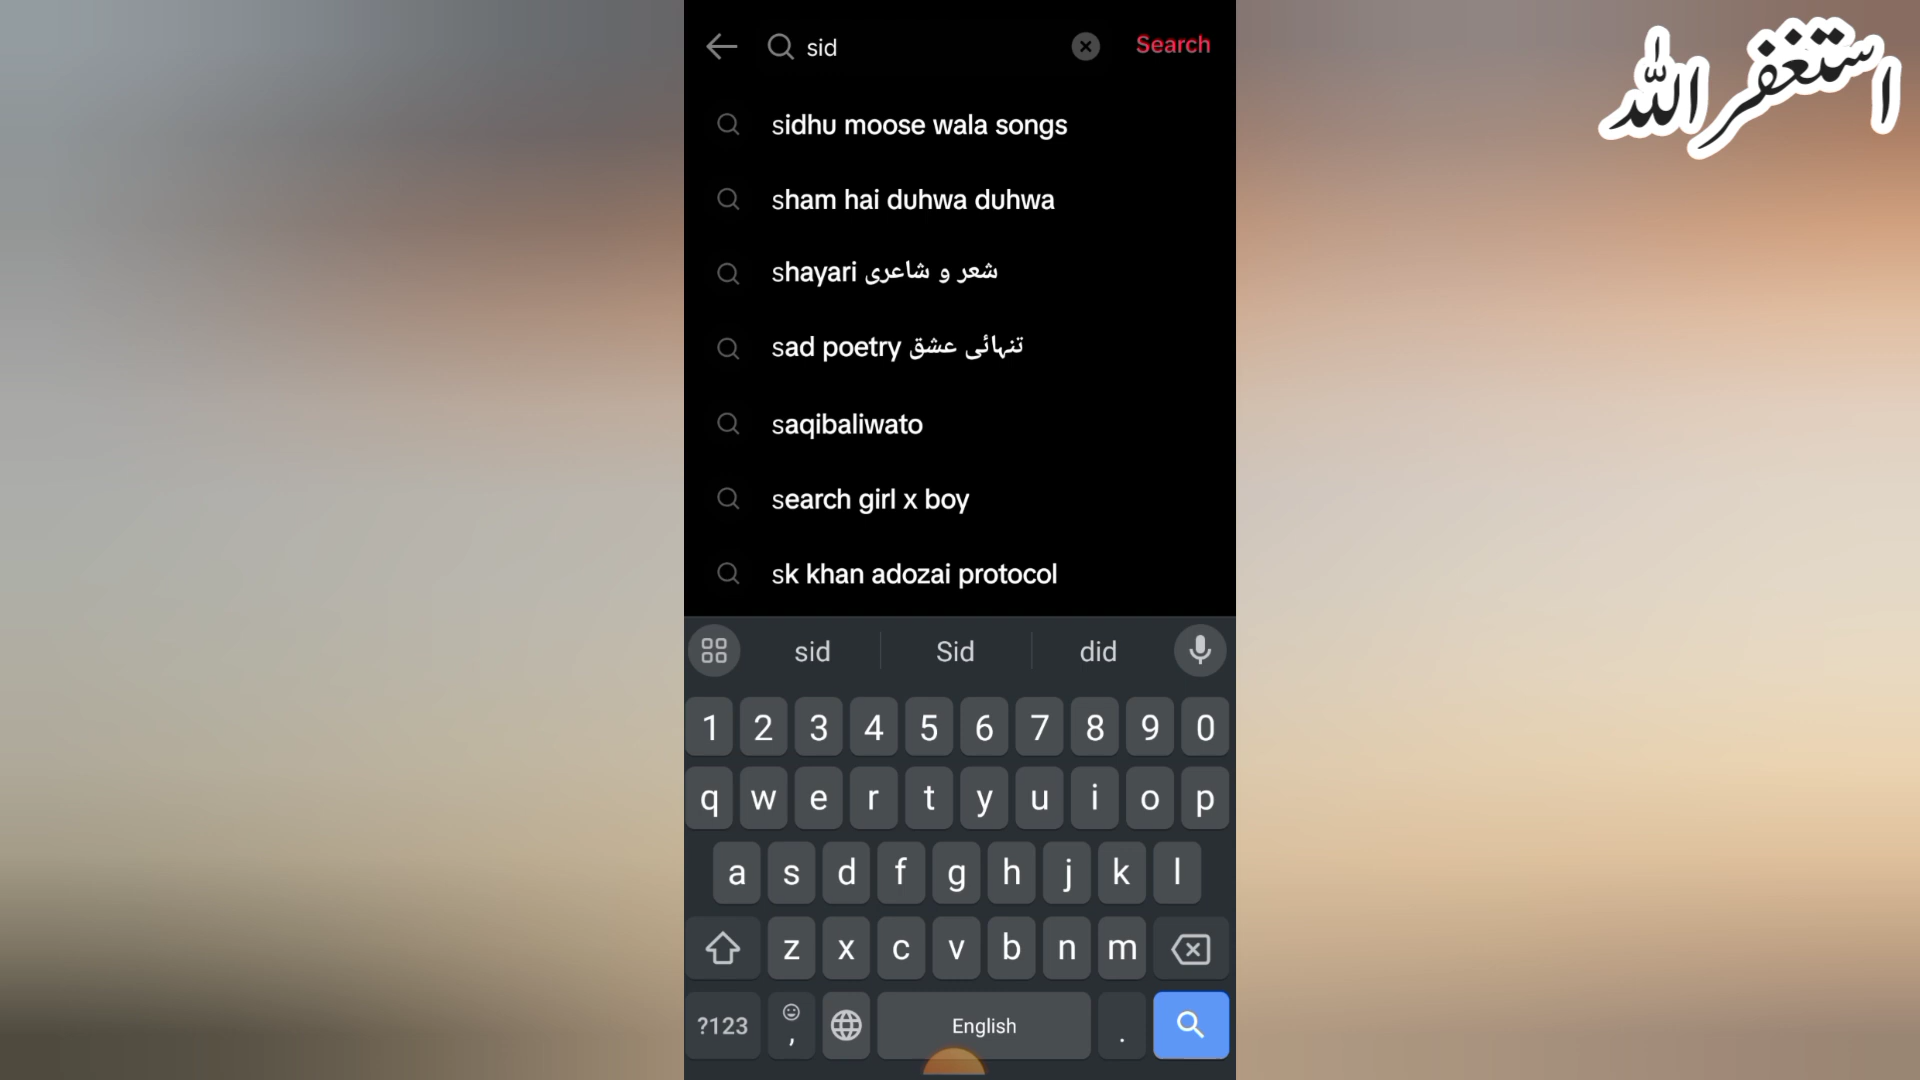 sid
Search
استغفر الله
sidhu moose wala songs
sham hai duhwa duhwa
shayari شعر و شاعری
sad poetry تنہائی عشق
saqibaliwato
search girl x boy
sk khan adozai protocol
sid Sid did
1 2 3 4 5 6 7 8 9 0
q w e r t y u i o p
a s d f g h j k l
z x c v b n m
?123 , English .